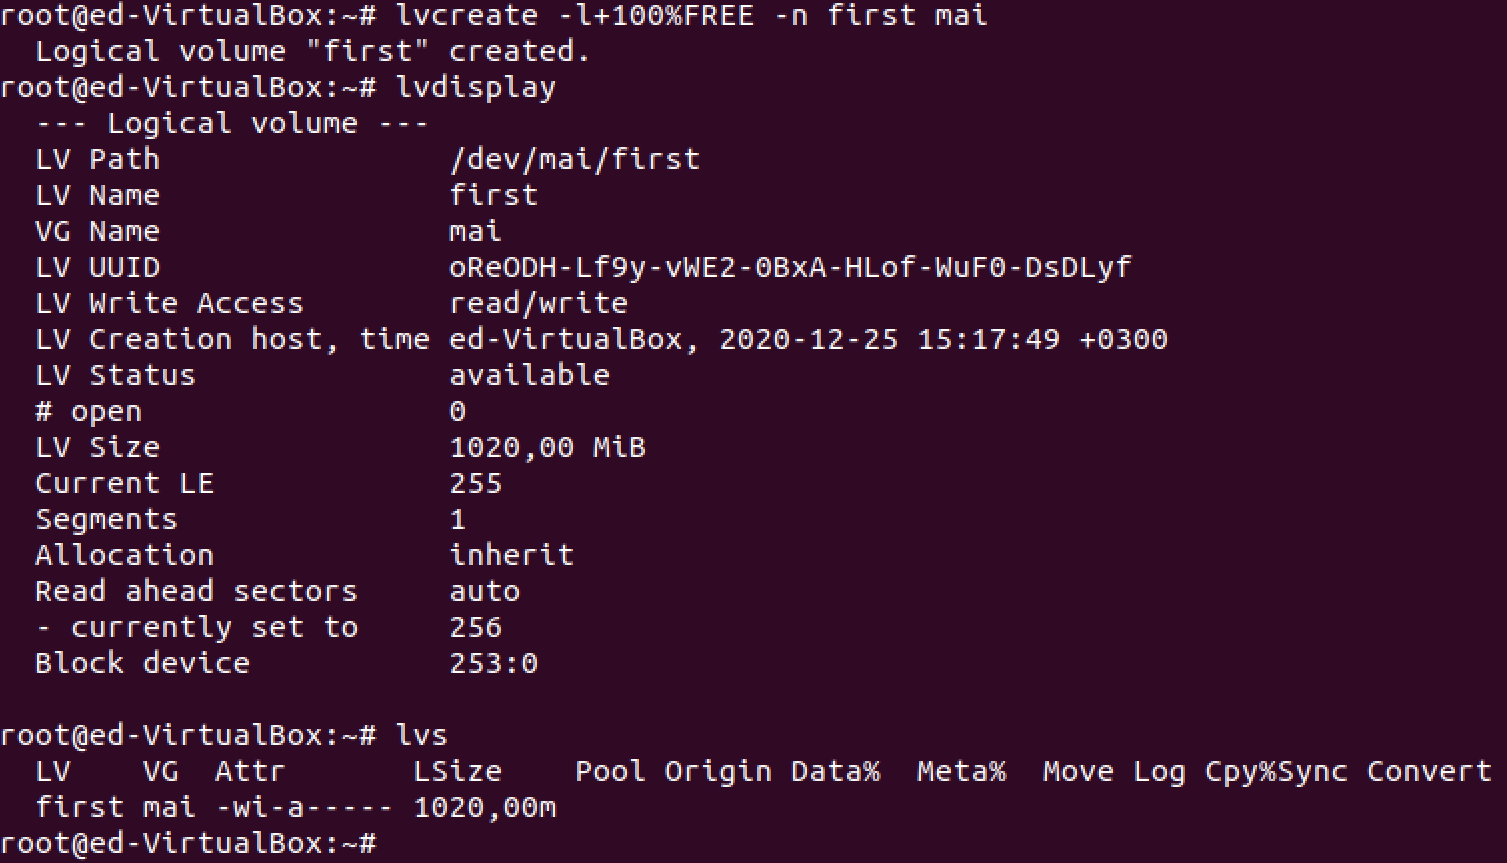 root@ed-VirtualBox:~# lvcreate -l+100%FREE -n first mai
  Logical volume "first" created.
root@ed-VirtualBox:~# lvdisplay
  --- Logical volume ---
  LV Path                /dev/mai/first
  LV Name                first
  VG Name                mai
  LV UUID                oReODH-Lf9y-vWE2-0BxA-HLof-WuF0-DsDLyf
  LV Write Access        read/write
  LV Creation host, time ed-VirtualBox, 2020-12-25 15:17:49 +0300
  LV Status              available
  # open                 0
  LV Size                1020,00 MiB
  Current LE             255
  Segments               1
  Allocation             inherit
  Read ahead sectors     auto
  - currently set to     256
  Block device           253:0

root@ed-VirtualBox:~# lvs
  LV    VG  Attr       LSize    Pool Origin Data%  Meta%  Move Log Cpy%Sync Convert
  first mai -wi-a----- 1020,00m
root@ed-VirtualBox:~#